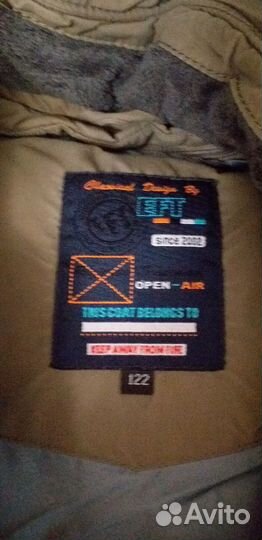 Classical Design By
EFT
since 2002
OPEN-AIR
THIS COAT BELONGS TO
KEEP AWAY FROM FIRE
122
Avito